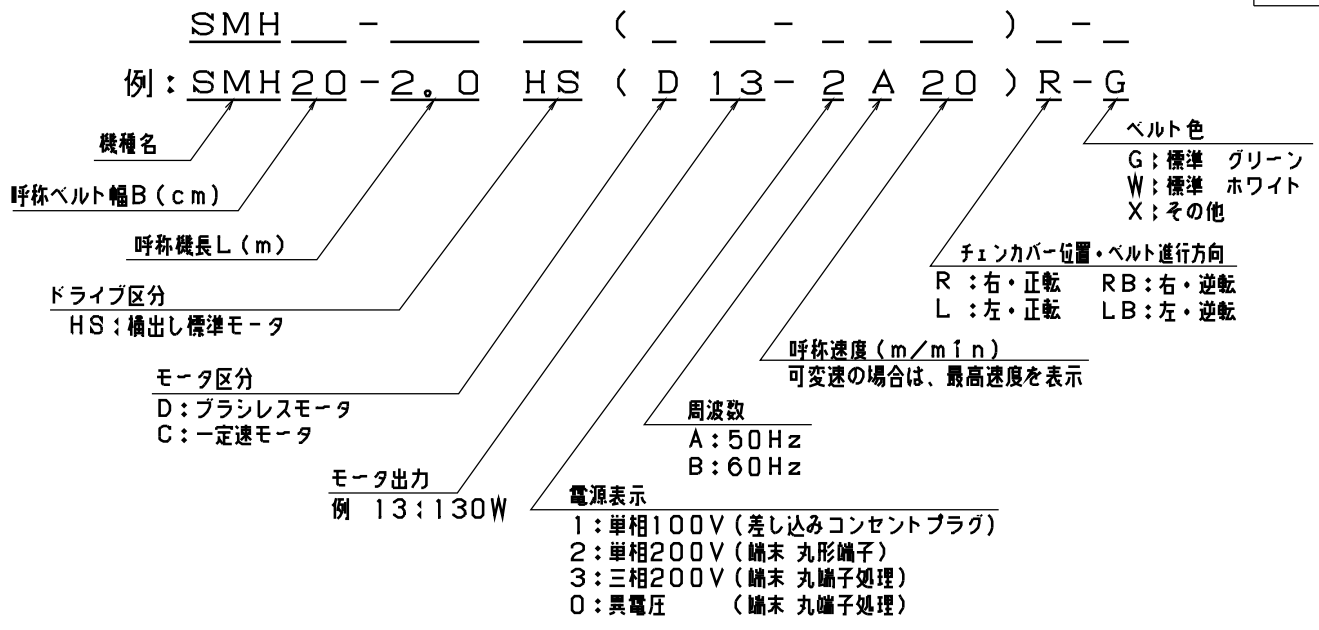 SMH - ( - ) -
例:SMH20-2.0 HS(D13-2A20)R-G
機種名
呼称ベルト幅B(cm)
呼称機長L(m)
ドライブ区分
HS:横出し標準モータ
モータ区分
D:ブラシレスモータ
C:一定速モータ
モータ出力
例 13:130W
電源表示
1:単相100V(差し込みコンセントプラグ)
2:単相200V(端末 丸形端子)
3:三相200V(端末 丸端子処理)
0:異電圧 (端末 丸端子処理)
周波数
A:50Hz
B:60Hz
呼称速度(m/min)
可変速の場合は、最高速度を表示
チェンカバー位置・ベルト進行方向
R :右・正転 RB:右・逆転
L :左・正転 LB:左・逆転
ベルト色
G:標準 グリーン
W:標準 ホワイト
X:その他